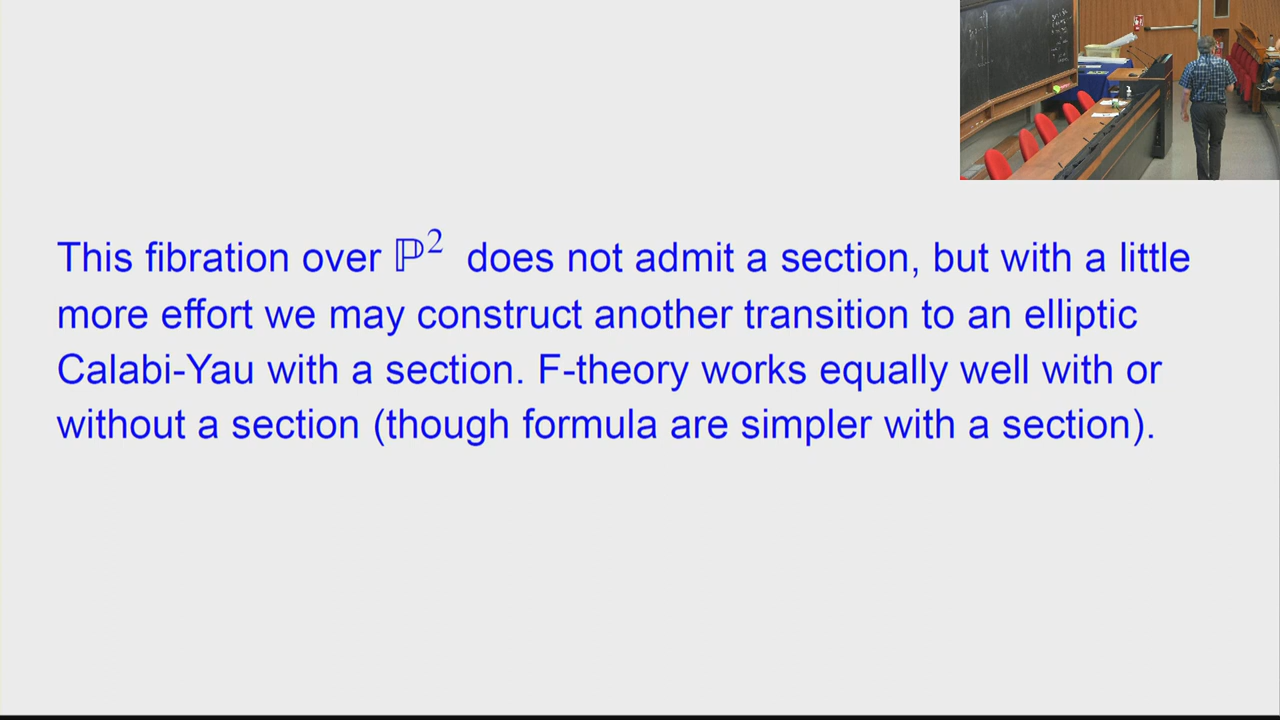 This fibration over ℙ² does not admit a section, but with a little
more effort we may construct another transition to an elliptic
Calabi-Yau with a section. F-theory works equally well with or
without a section (though formula are simpler with a section).